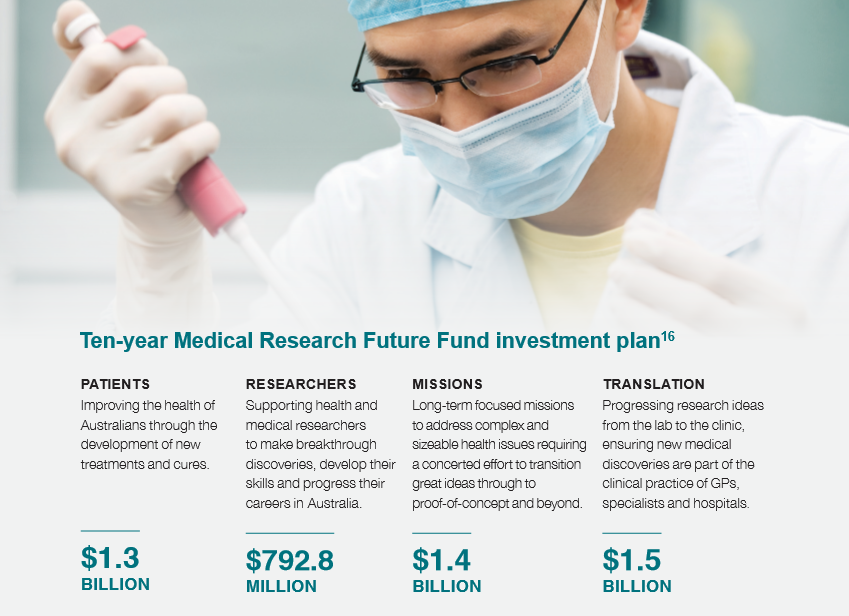 Ten-year Medical Research Future Fund investment plan16
PATIENTS
Improving the health of
Australians through the
development of new
treatments and cures.
$1.3
BILLION
RESEARCHERS
Supporting health and
medical researchers
to make breakthrough
discoveries, develop their
skills and progress their
careers in Australia.
$792.8
MILLION
MISSIONS
Long-term focused missions
to address complex and
sizeable health issues requiring
a concerted effort to transition
great ideas through to
proof-of-concept and beyond.
$1.4
BILLION
TRANSLATION
Progressing research ideas
from the lab to the clinic,
ensuring new medical
discoveries are part of the
clinical practice of GPs,
specialists and hospitals.
$1.5
BILLION